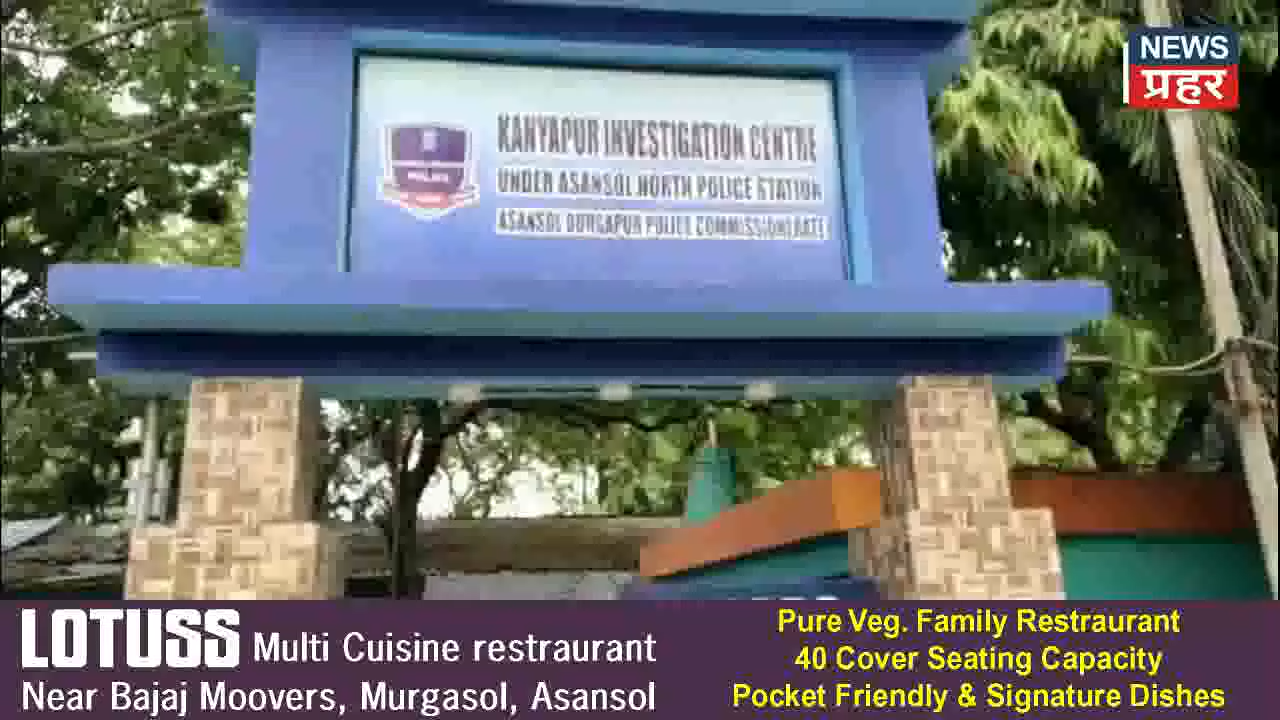 NEWS
प्रहर
KANYAPUR INVESTIGATION CENTRE
UNDER ASANSOL NORTH POLICE STATION
ASANSOL DURGAPUR POLICE COMMISSIONERATE
POLICE
LOTUSS Multi Cuisine restraurant
Near Bajaj Moovers, Murgasol, Asansol
Pure Veg. Family Restraurant
40 Cover Seating Capacity
Pocket Friendly & Signature Dishes